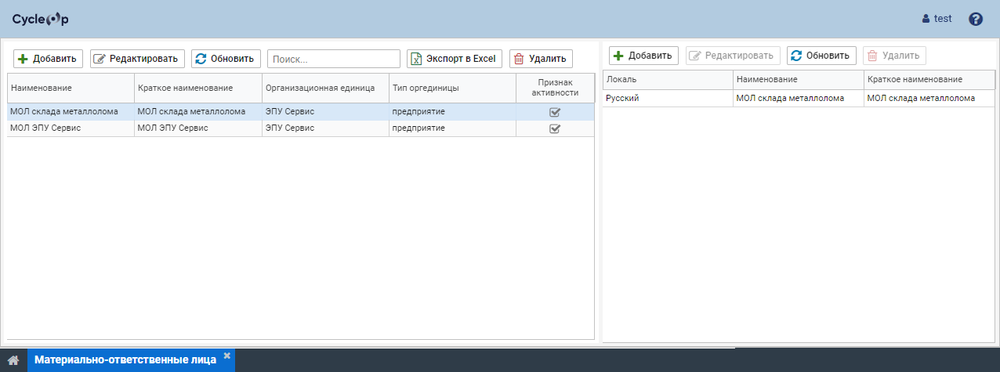 CycleOp
test
Добавить Редактировать Обновить Поиск... Экспорт в Excel Удалить
Наименование Краткое наименование Организационная единица Тип оргединицы Признак активности
МОЛ склада металлолома МОЛ склада металлолома ЭПУ Сервис предприятие
МОЛ ЭПУ Сервис МОЛ ЭПУ Сервис ЭПУ Сервис предприятие
Добавить Редактировать Обновить Удалить
Локаль Наименование Краткое наименование
Русский МОЛ склада металлолома МОЛ склада металлолома
Материально-ответственные лица